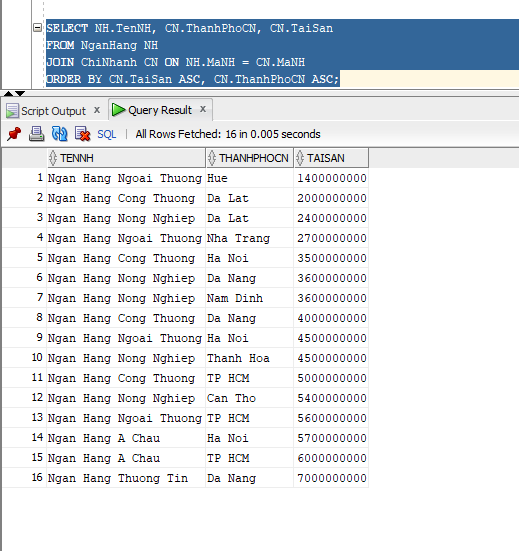 SELECT NH.TenNH, CN.ThanhPhoCN, CN.TaiSan
FROM NganHang NH
JOIN ChiNhanh CN ON NH.MaNH = CN.MaNH
ORDER BY CN.TaiSan ASC, CN.ThanhPhoCN ASC;
Script Output x Query Result x
SQL | All Rows Fetched: 16 in 0.005 seconds
TENNH THANHPHOCN TAISAN
1 Ngan Hang Ngoai Thuong Hue 1400000000
2 Ngan Hang Cong Thuong Da Lat 2000000000
3 Ngan Hang Nong Nghiep Da Lat 2400000000
4 Ngan Hang Ngoai Thuong Nha Trang 2700000000
5 Ngan Hang Cong Thuong Ha Noi 3500000000
6 Ngan Hang Nong Nghiep Da Nang 3600000000
7 Ngan Hang Nong Nghiep Nam Dinh 3600000000
8 Ngan Hang Cong Thuong Da Nang 4000000000
9 Ngan Hang Ngoai Thuong Ha Noi 4500000000
10 Ngan Hang Nong Nghiep Thanh Hoa 4500000000
11 Ngan Hang Cong Thuong TP HCM 5000000000
12 Ngan Hang Nong Nghiep Can Tho 5400000000
13 Ngan Hang Ngoai Thuong TP HCM 5600000000
14 Ngan Hang A Chau Ha Noi 5700000000
15 Ngan Hang A Chau TP HCM 6000000000
16 Ngan Hang Thuong Tin Da Nang 7000000000